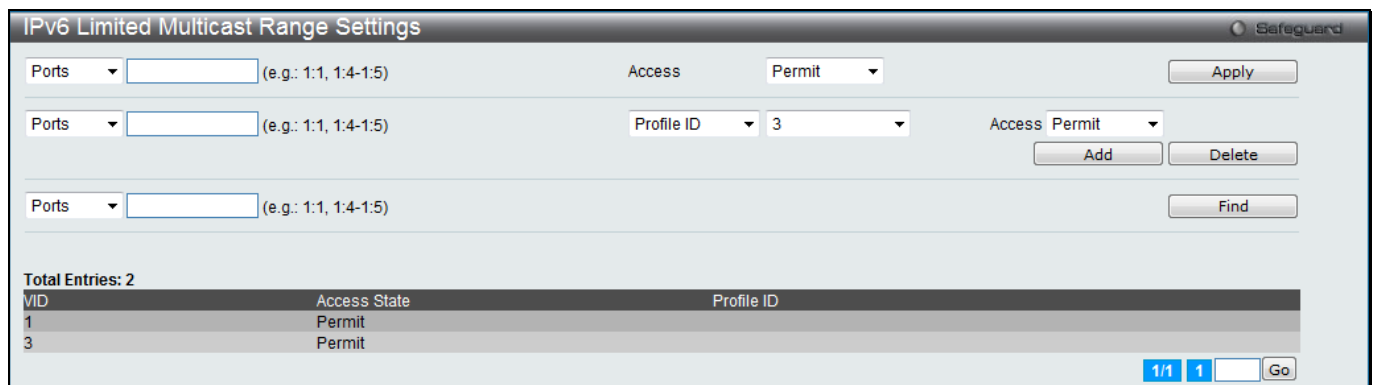 IPv6 Limited Multicast Range Settings Safeguard
Ports (e.g.: 1:1, 1:4-1:5) Access Permit Apply
Ports (e.g.: 1:1, 1:4-1:5) Profile ID 3 Access Permit
Add Delete
Ports (e.g.: 1:1, 1:4-1:5) Find
Total Entries: 2
VID Access State Profile ID
1 Permit
3 Permit
1/1 1 Go